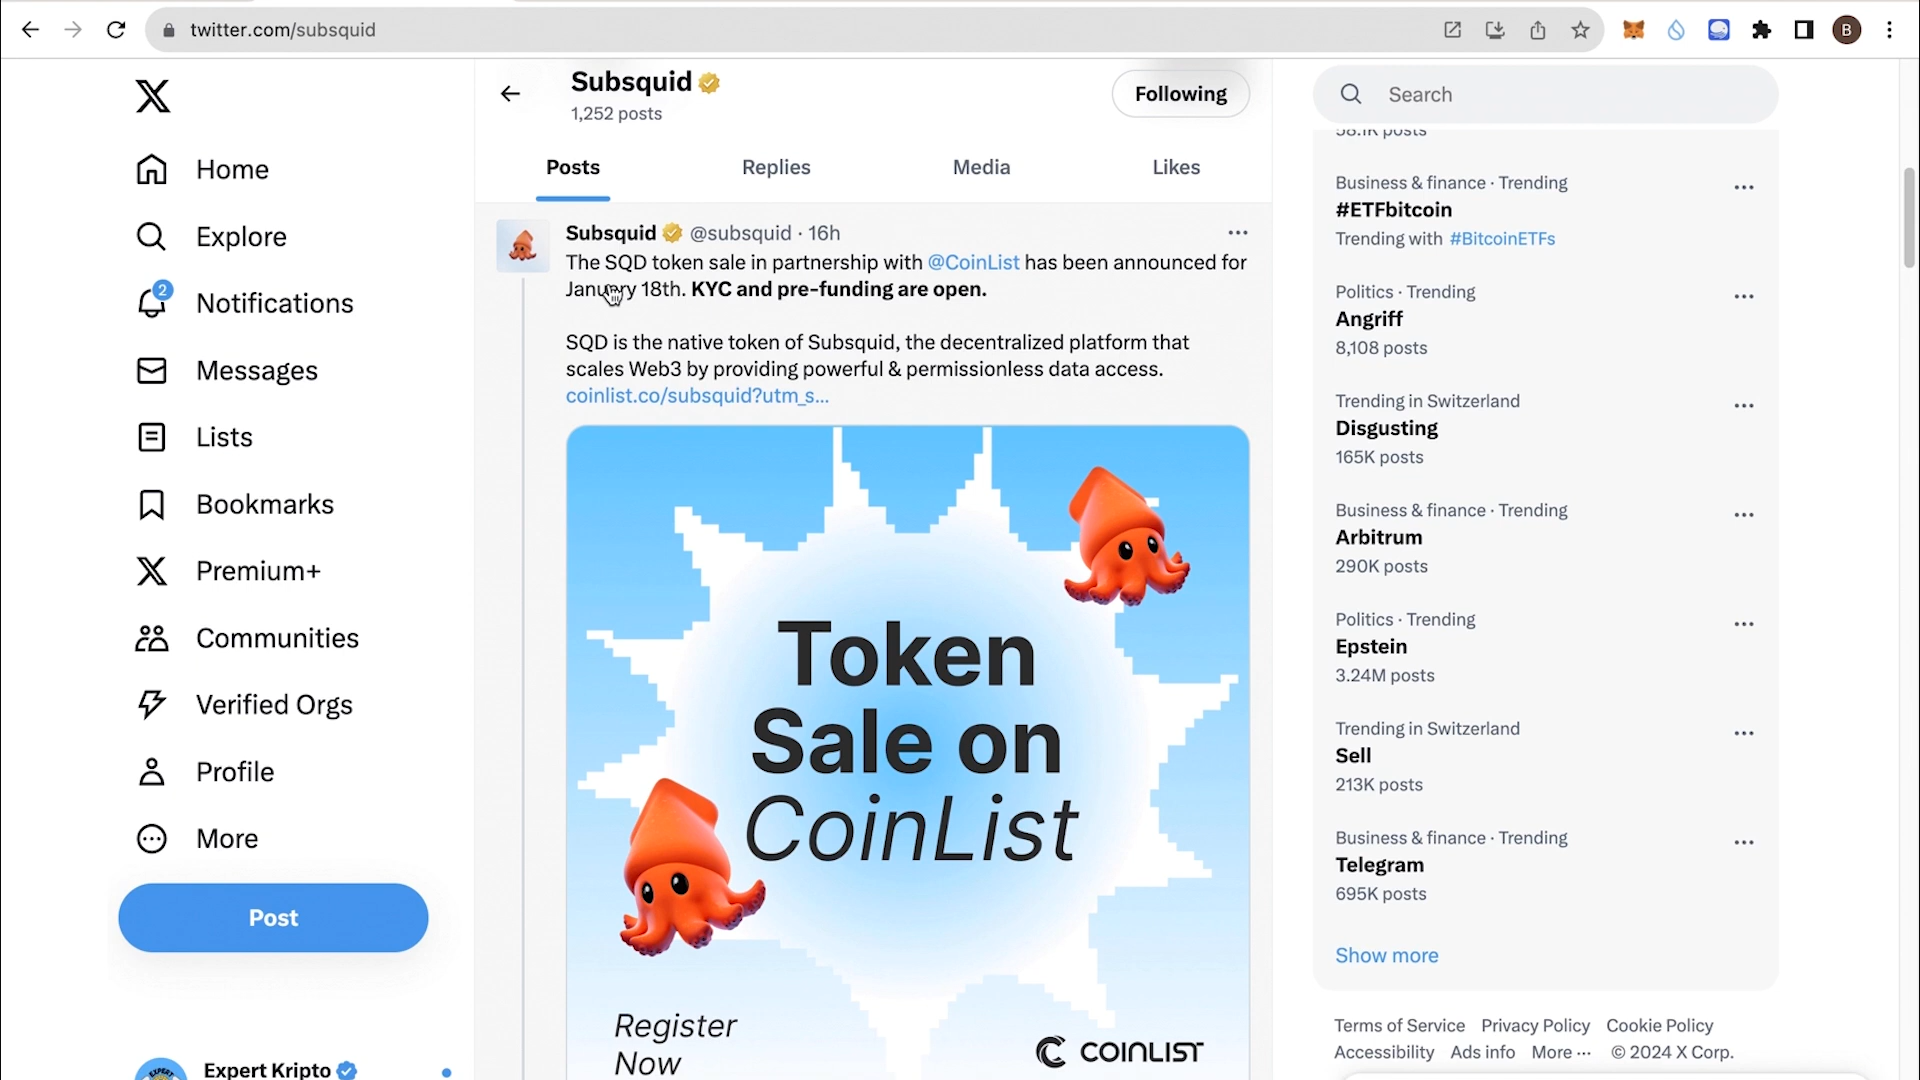 twitter.com/subsquid
B
Home
Explore
2
Notifications
Messages
Lists
Bookmarks
Premium+
Communities
Verified Orgs
Profile
More
Post
Expert Kripto
Subsquid
1,252 posts
Following
Posts
Replies
Media
Likes
Subsquid @subsquid · 16h
The SQD token sale in partnership with @CoinList has been announced for
January 18th. KYC and pre-funding are open.
SQD is the native token of Subsquid, the decentralized platform that
scales Web3 by providing powerful & permissionless data access.
coinlist.co/subsquid?utm_s...
Token
Sale on
CoinList
Register
Now
COINLIST
Search
58.1K posts
Business & finance · Trending
#ETFbitcoin
Trending with #BitcoinETFs
Politics · Trending
Angriff
8,108 posts
Trending in Switzerland
Disgusting
165K posts
Business & finance · Trending
Arbitrum
290K posts
Politics · Trending
Epstein
3.24M posts
Trending in Switzerland
Sell
213K posts
Business & finance · Trending
Telegram
695K posts
Show more
Terms of Service Privacy Policy Cookie Policy
Accessibility Ads info More ··· © 2024 X Corp.